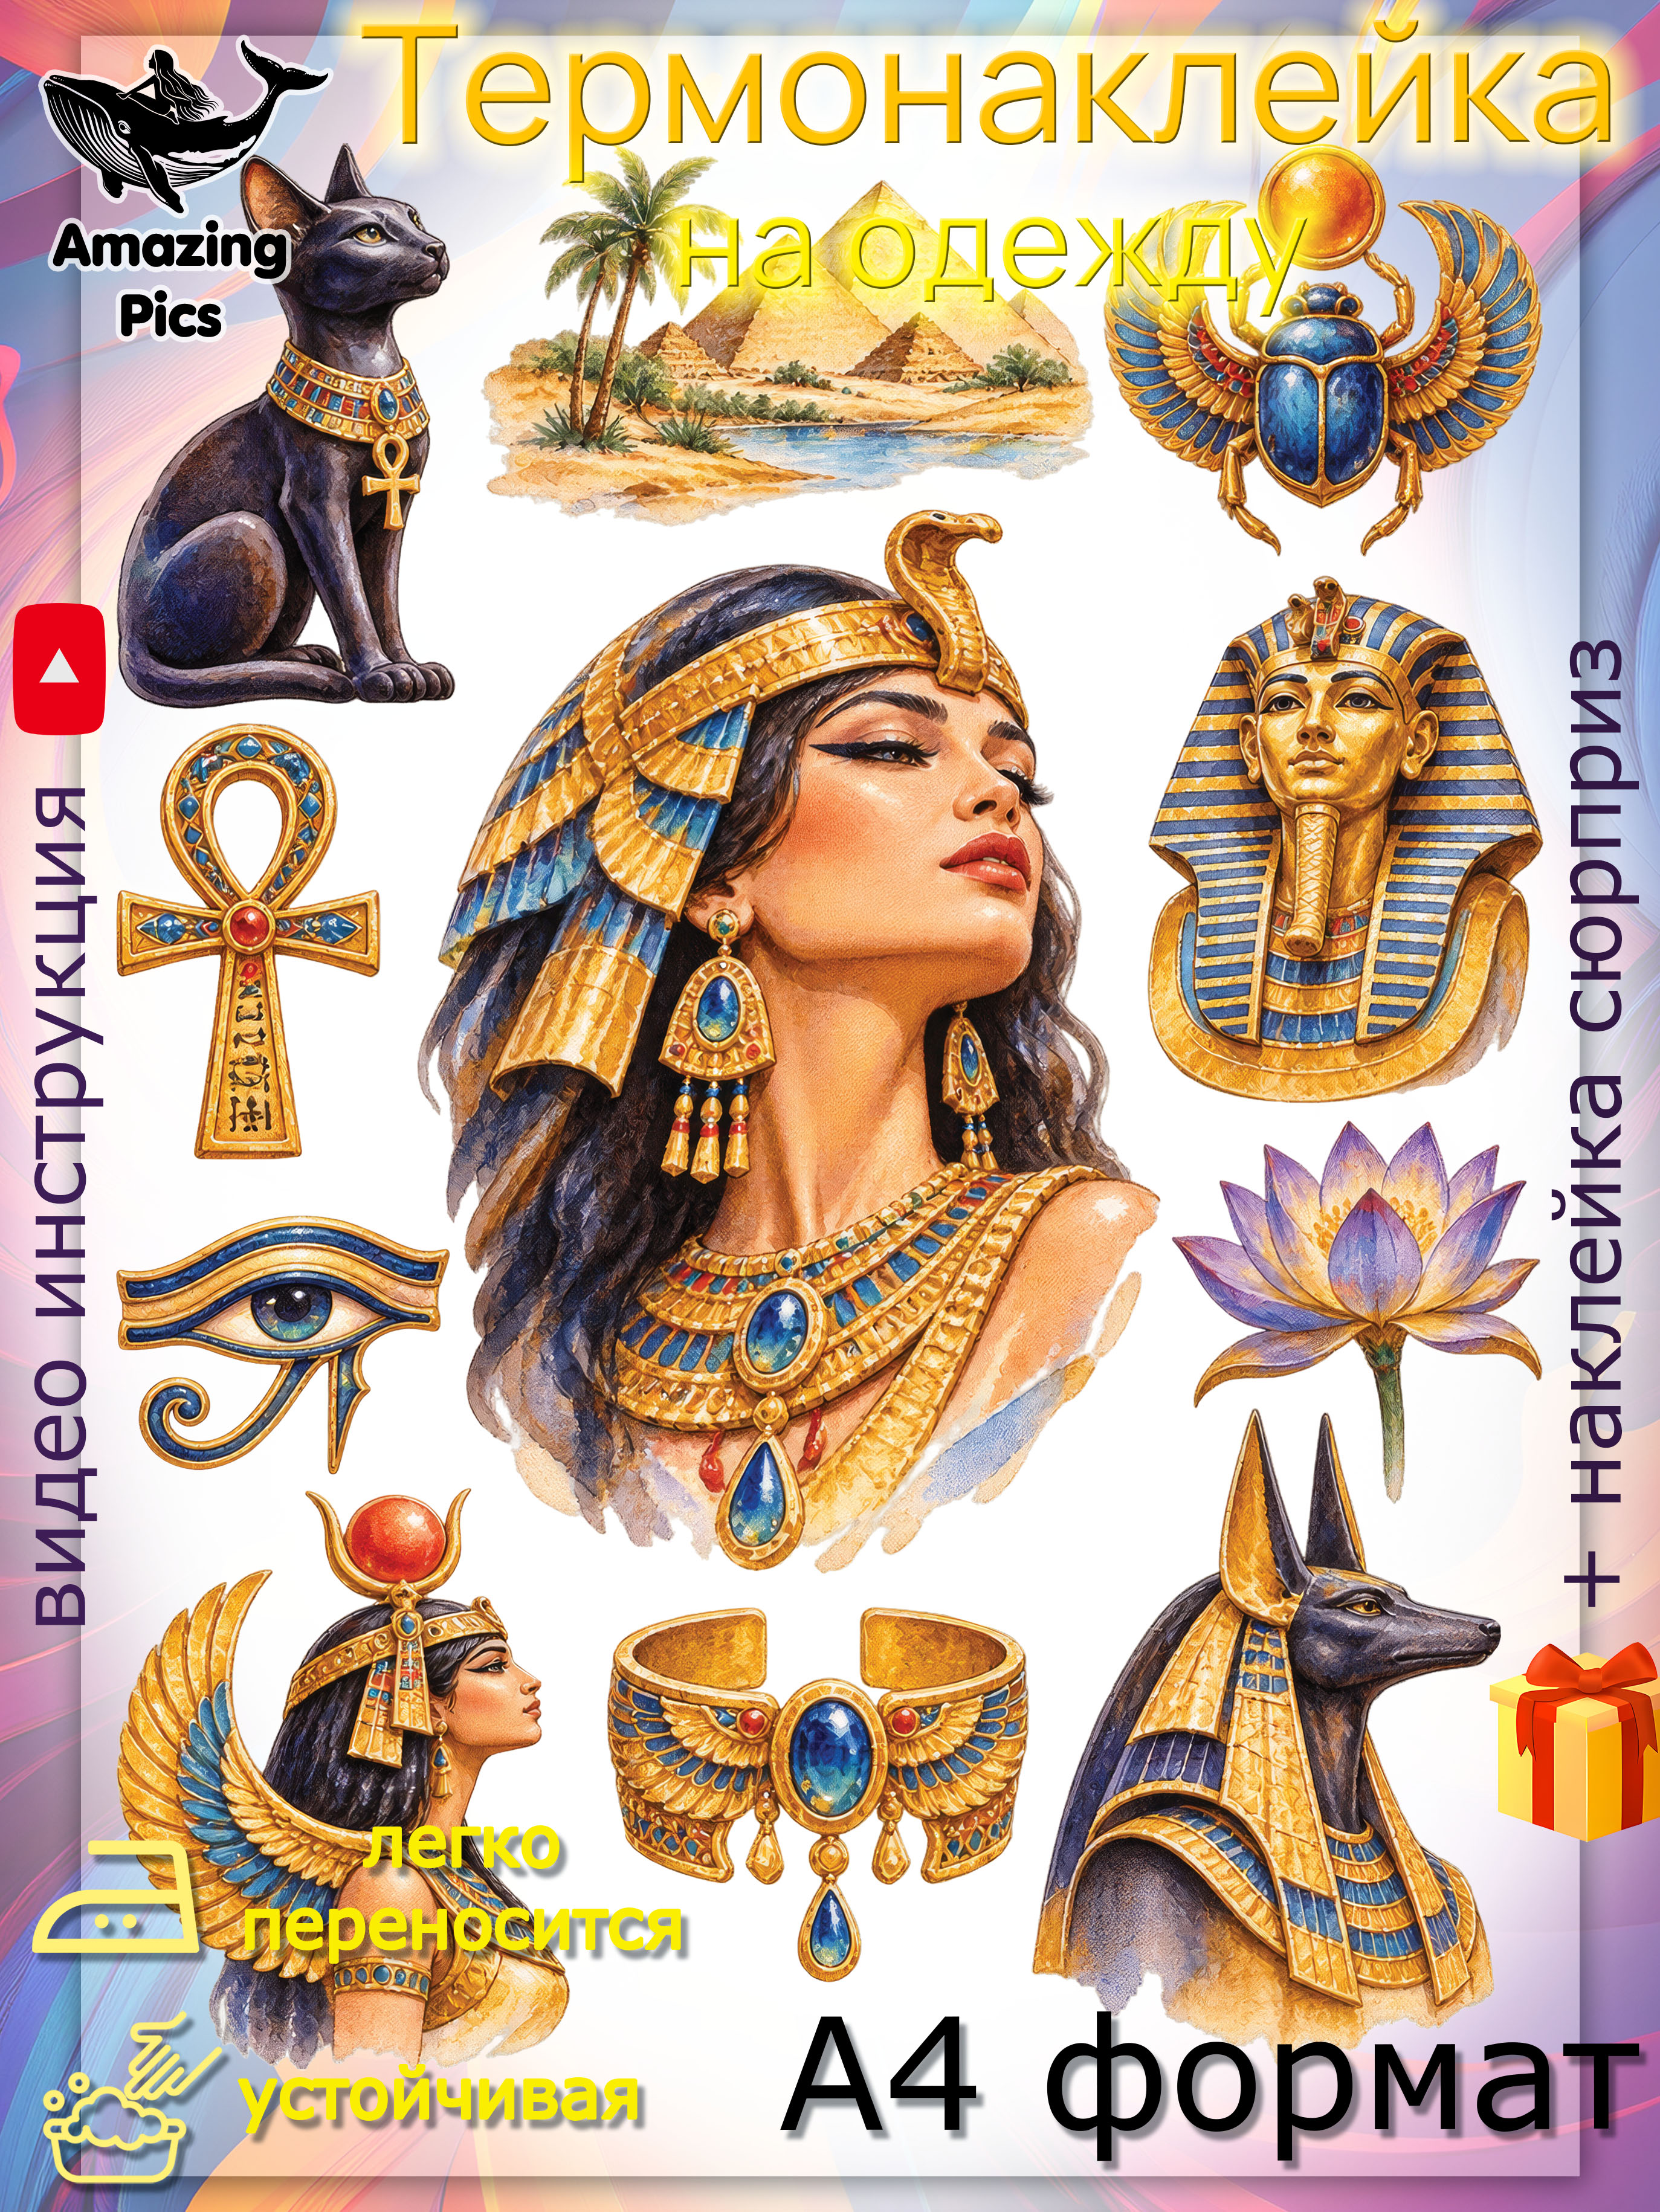 Термонаклейка
на одежду
Amazing
Pics
видео инструкция
+ наклейка сюрприз
легко
переносится
устойчивая
А4 формат